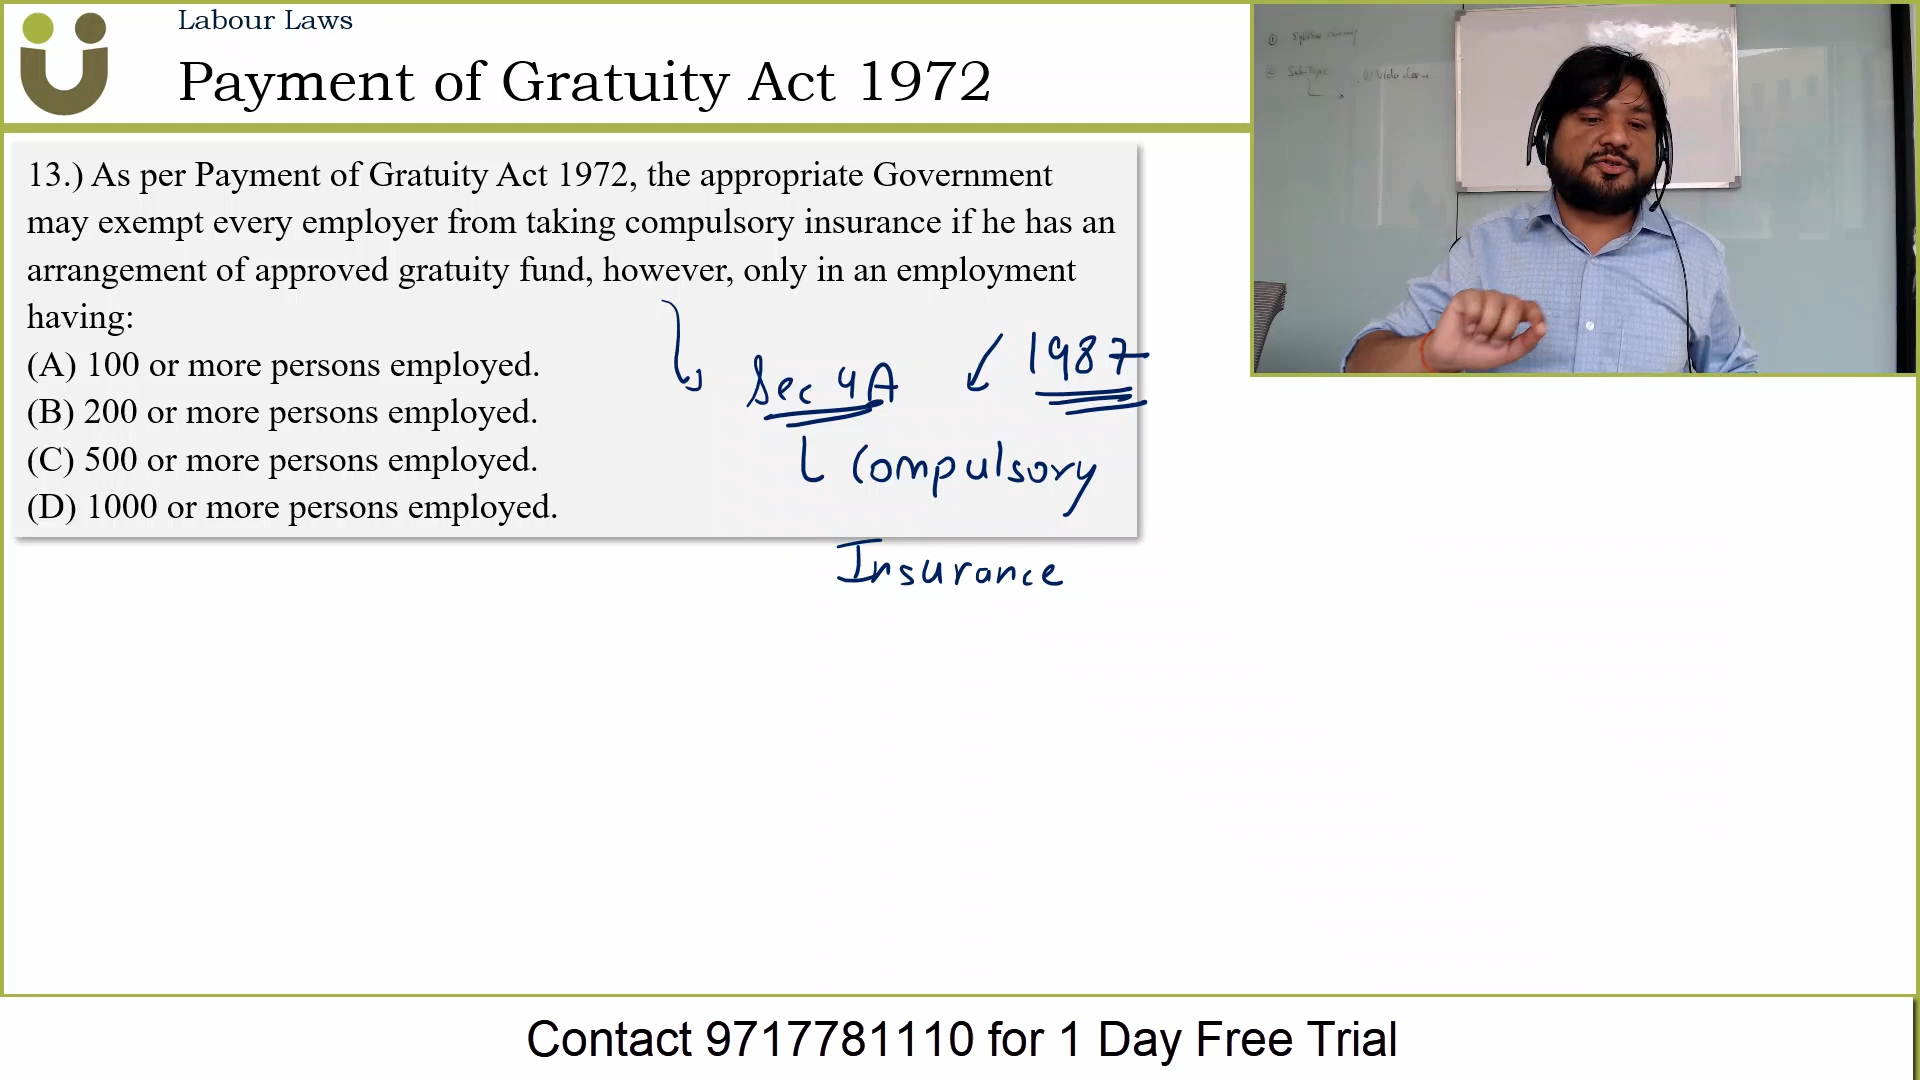 Labour Laws
Payment of Gratuity Act 1972
13.) As per Payment of Gratuity Act 1972, the appropriate Government
may exempt every employer from taking compulsory insurance if he has an
arrangement of approved gratuity fund, however, only in an employment
having:
(A) 100 or more persons employed.
(B) 200 or more persons employed.
(C) 500 or more persons employed.
(D) 1000 or more persons employed.
Sec 4A
1987
Compulsory
Insurance
Contact 9717781110 for 1 Day Free Trial